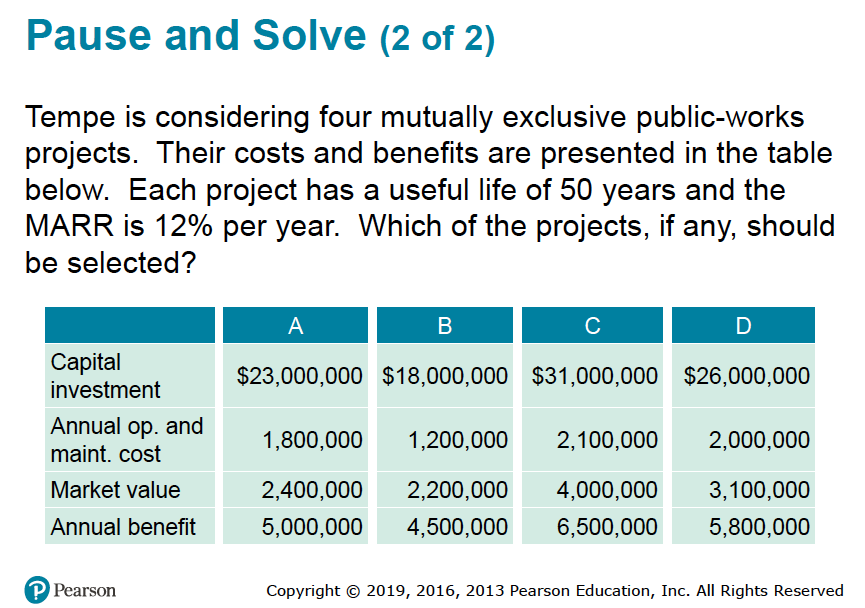 Pause and Solve (2 of 2)
Tempe is considering four mutually exclusive public-works
projects. Their costs and benefits are presented in the table
below. Each project has a useful life of 50 years and the
MARR is 12% per year. Which of the projects, if any, should
be selected?
A B C D
Capital
investment $23,000,000 $18,000,000 $31,000,000 $26,000,000
Annual op. and
maint. cost 1,800,000 1,200,000 2,100,000 2,000,000
Market value 2,400,000 2,200,000 4,000,000 3,100,000
Annual benefit 5,000,000 4,500,000 6,500,000 5,800,000
P Pearson Copyright © 2019, 2016, 2013 Pearson Education, Inc. All Rights Reserved